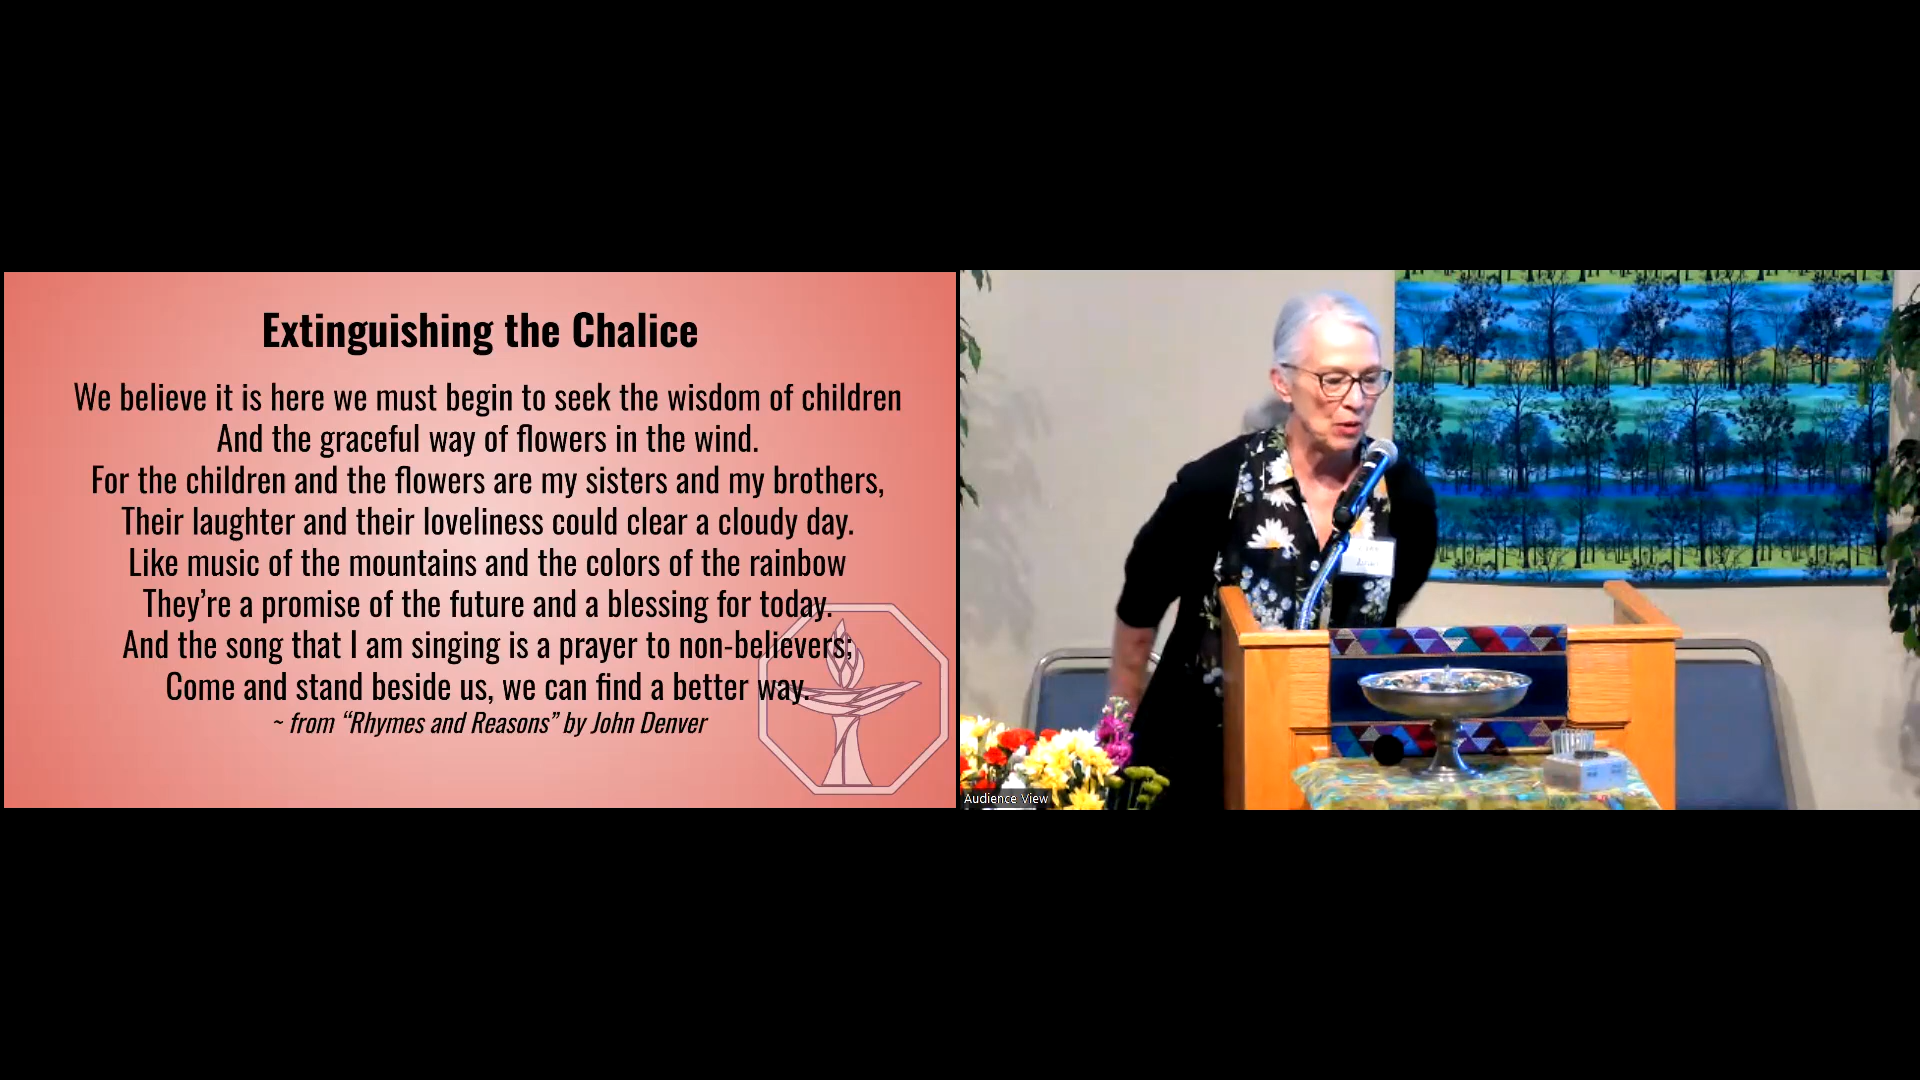 Extinguishing the Chalice
We believe it is here we must begin to seek the wisdom of children
And the graceful way of flowers in the wind.
For the children and the flowers are my sisters and my brothers,
Their laughter and their loveliness could clear a cloudy day.
Like music of the mountains and the colors of the rainbow
They’re a promise of the future and a blessing for today.
And the song that I am singing is a prayer to non-believers;
Come and stand beside us, we can find a better way.
~ from “Rhymes and Reasons” by John Denver
Audience View